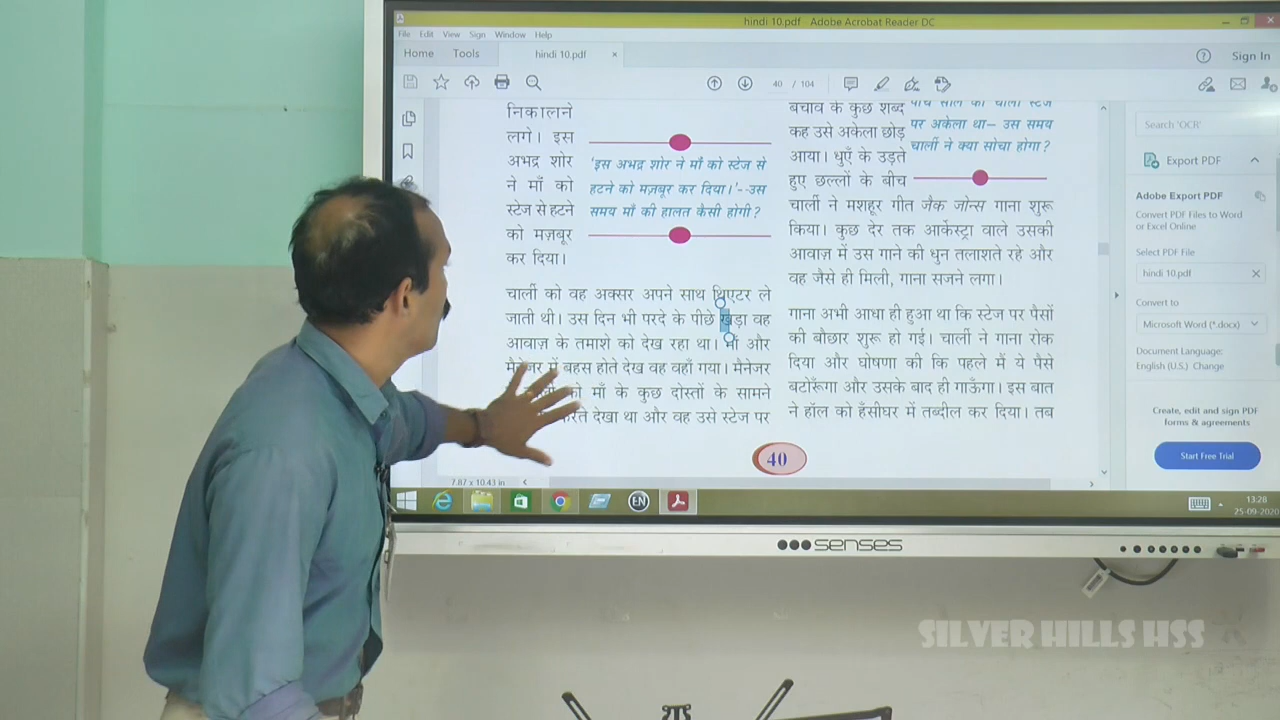 hindi 10.pdf - Adobe Acrobat Reader DC
File Edit View Sign Window Help
Home Tools hindi 10.pdf × Sign In
40 / 104
निकालने
लगे। इस
अभद्र शोर
ने माँ को
स्टेज से हटने
को मज़बूर
कर दिया।
'इस अभद्र शोर ने माँ को स्टेज से
हटने को मज़बूर कर दिया।'--उस
समय माँ की हालत कैसी होगी?
चार्ली को वह अक्सर अपने साथ थिएटर ले
जाती थी। उस दिन भी परदे के पीछे खड़ा वह
आवाज़ के तमाशे को देख रहा था। माँ और
मैनेजर में बहस होते देख वह वहाँ गया। मैनेजर
को माँ के कुछ दोस्तों के सामने
देखा था और वह उसे स्टेज पर
बचाव के कुछ शब्द
कह उसे अकेला छोड़
आया। धुएँ के उड़ते
हुए छल्लों के बीच
चार्ली ने मशहूर गीत जैक जोन्स गाना शुरू
किया। कुछ देर तक आर्केस्ट्रा वाले उसकी
आवाज़ में उस गाने की धुन तलाशते रहे और
वह जैसे ही मिली, गाना सजने लगा।
पाँच साल का चार्ली स्टेज
पर अकेला था– उस समय
चार्ली ने क्या सोचा होगा?
गाना अभी आधा ही हुआ था कि स्टेज पर पैसों
की बौछार शुरू हो गई। चार्ली ने गाना रोक
दिया और घोषणा की कि पहले मैं ये पैसे
बटोरूँगा और उसके बाद ही गाऊँगा। इस बात
ने हॉल को हँसीघर में तब्दील कर दिया। तब
40
7.87 x 10.43 in
Search 'OCR'
Export PDF
Adobe Export PDF
Convert PDF Files to Word
or Excel Online
Select PDF File
hindi 10.pdf ×
Convert to
Microsoft Word (*.docx)
Document Language:
English (U.S.) Change
Create, edit and sign PDF
forms & agreements
Start Free Trial
EN
13:28
25-09-2020
senses
SILVER HILLS HSS